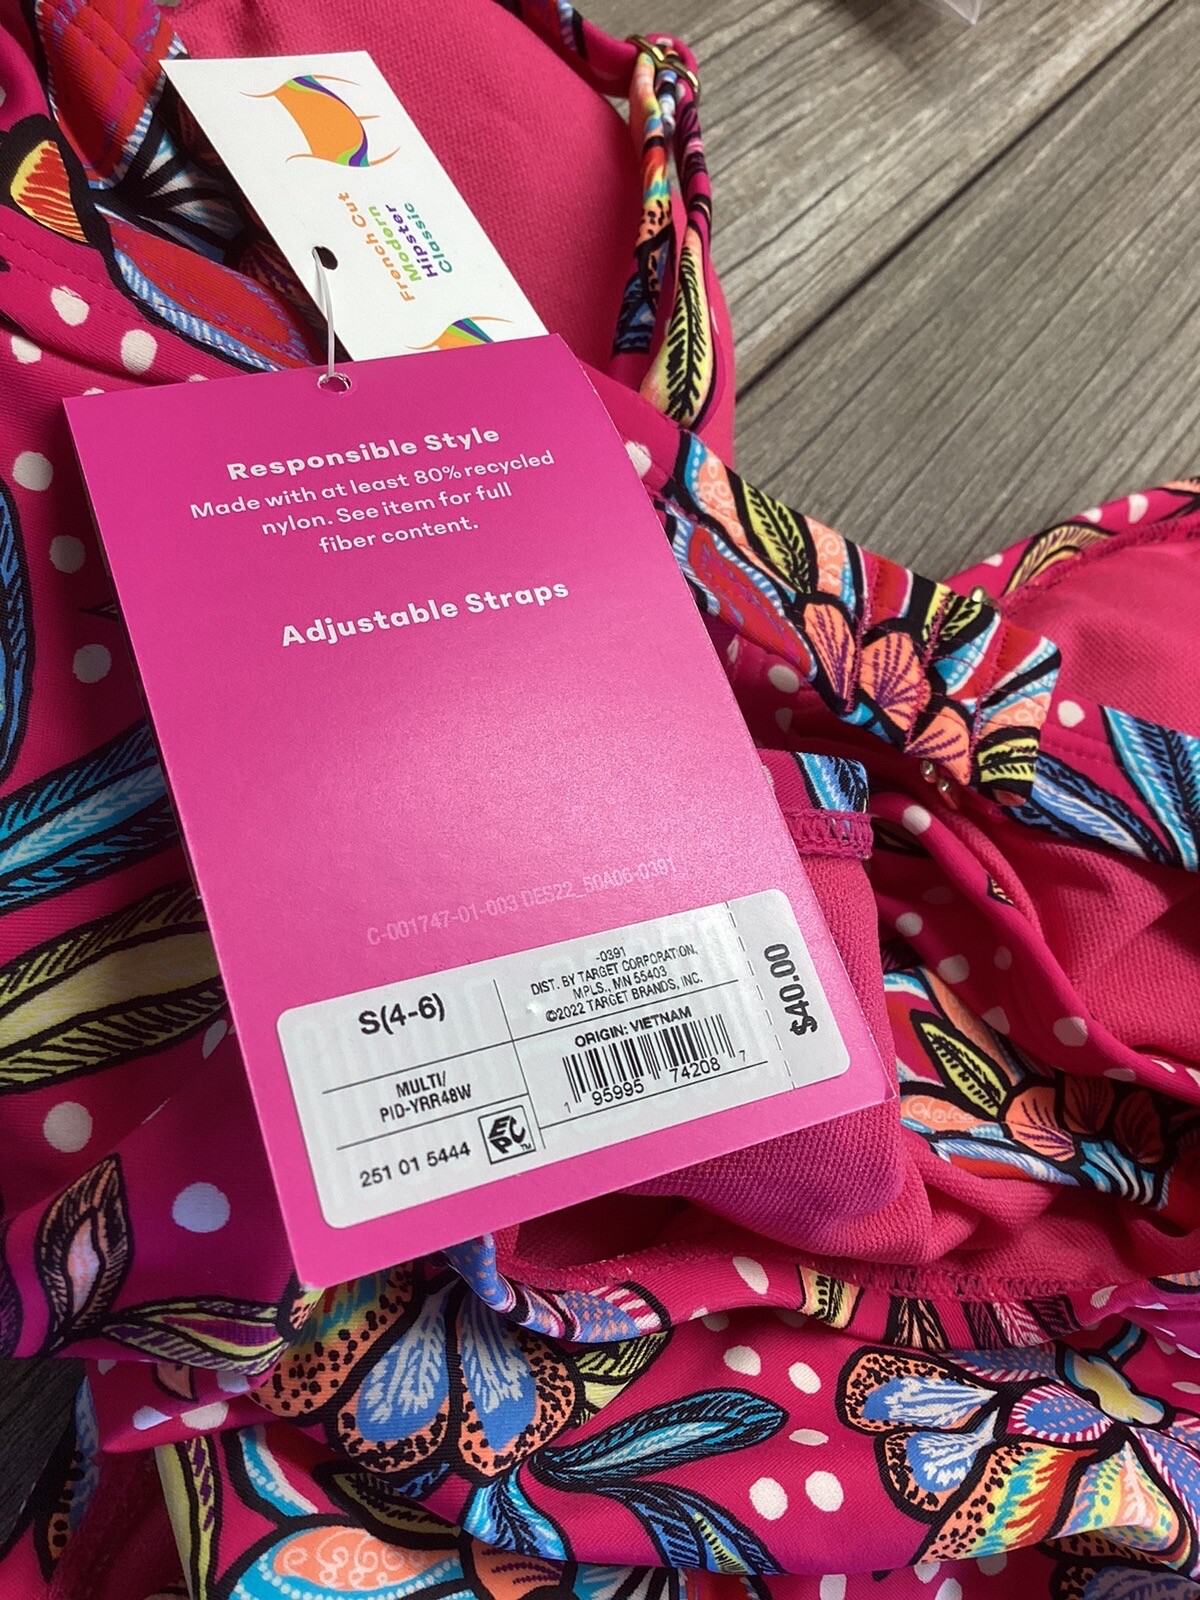 French Cut
Modern
Hipster
Classic
Responsible Style
Made with at least 80% recycled
nylon. See item for full
fiber content.
Adjustable Straps
C-001747-01-003 DES22_50A06-0391
S(4-6)
MULTI/
PID-YRR48W
251 01 5444
EPC™
-0391
DIST. BY TARGET CORPORATION,
MPLS., MN 55403
©2022 TARGET BRANDS, INC.
ORIGIN: VIETNAM
1 95995 74208 7
$40.00